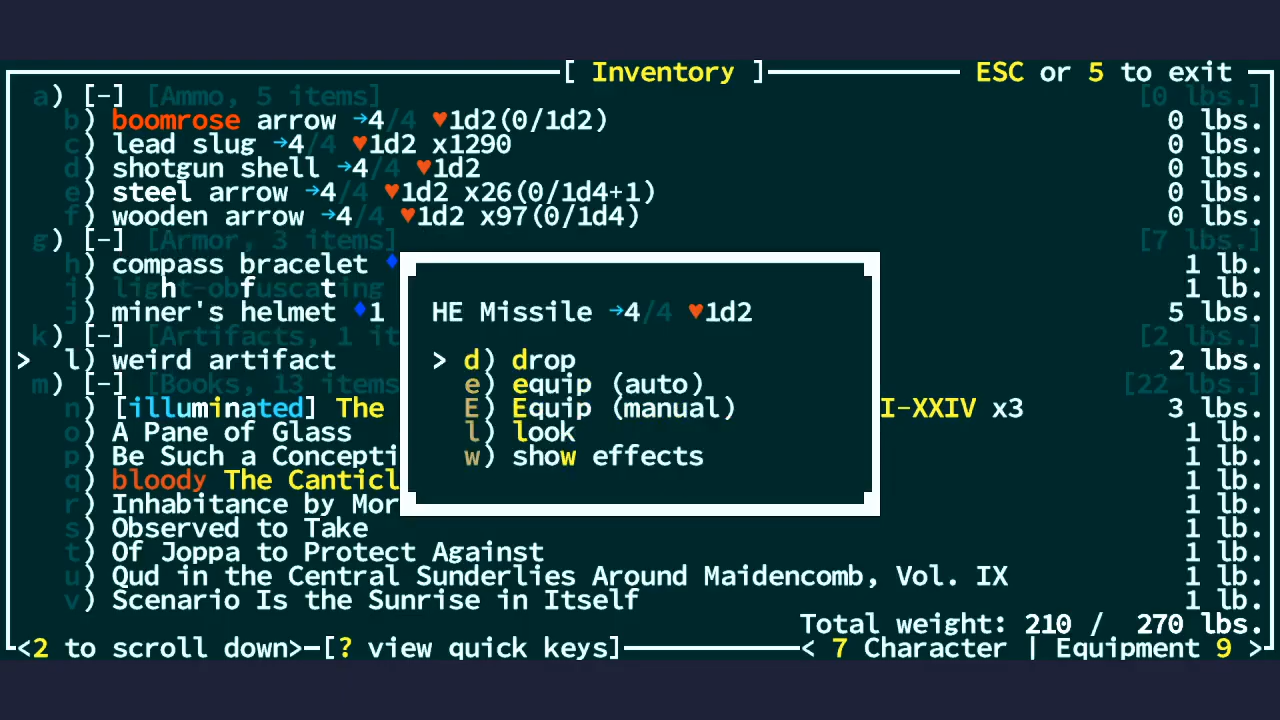 [ Inventory ] ESC or 5 to exit
a) [-] [Ammo, 5 items] [0 lbs.]
b) boomrose arrow →4/4 ♥1d2(0/1d2) 0 lbs.
c) lead slug →4/4 ♥1d2 x1290 0 lbs.
d) shotgun shell →4/4 ♥1d2 0 lbs.
e) steel arrow →4/4 ♥1d2 x26(0/1d4+1) 0 lbs.
f) wooden arrow →4/4 ♥1d2 x97(0/1d4) 0 lbs.
g) [-] [Armor, 3 items] [7 lbs.]
h) compass bracelet ♦ 1 lb.
i) light-obfuscating 1 lb.
j) miner's helmet ♦1 5 lbs.
k) [-] [Artifacts, 1 it [2 lbs.]
> l) weird artifact 2 lbs.
m) [-] [Books, 13 items [22 lbs.]
n) [illuminated] The I-XXIV x3 3 lbs.
o) A Pane of Glass 1 lb.
p) Be Such a Concepti 1 lb.
q) bloody The Canticl 1 lb.
r) Inhabitance by Mor 1 lb.
s) Observed to Take 1 lb.
t) Of Joppa to Protect Against 1 lb.
u) Qud in the Central Sunderlies Around Maidencomb, Vol. IX 1 lb.
v) Scenario Is the Sunrise in Itself 1 lb.
Total weight: 210 / 270 lbs.
<2 to scroll down> [? view quick keys] < 7 Character | Equipment 9 >
HE Missile →4/4 ♥1d2
> d) drop
e) equip (auto)
E) Equip (manual)
l) look
w) show effects